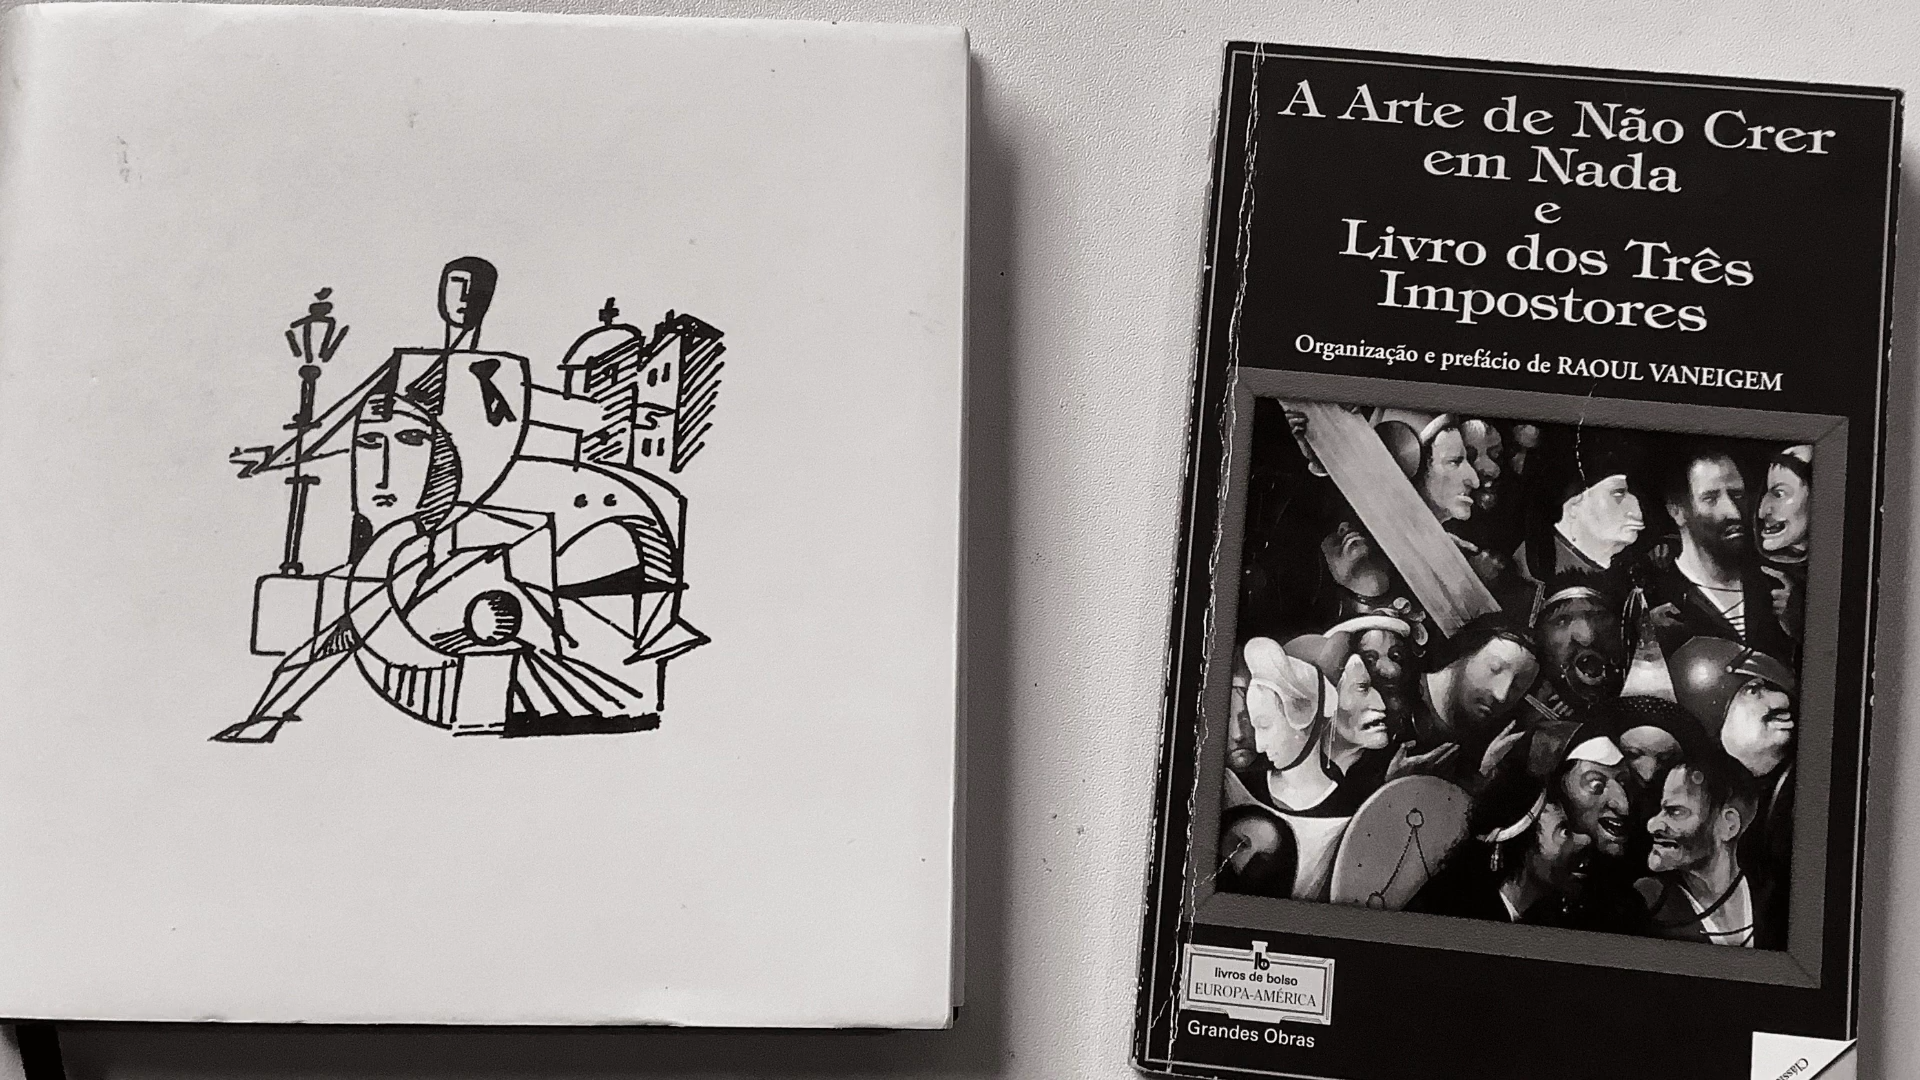 A Arte de Não Crer
em Nada
e
Livro dos Três
Impostores
Organização e prefácio de RAOUL VANEIGEM
lb
livros de bolso
EUROPA-AMÉRICA
Grandes Obras